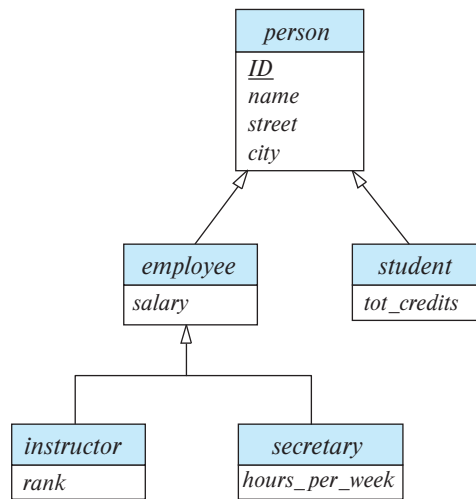 person
ID
name
street
city
employee
salary
student
tot_credits
instructor
rank
secretary
hours_per_week